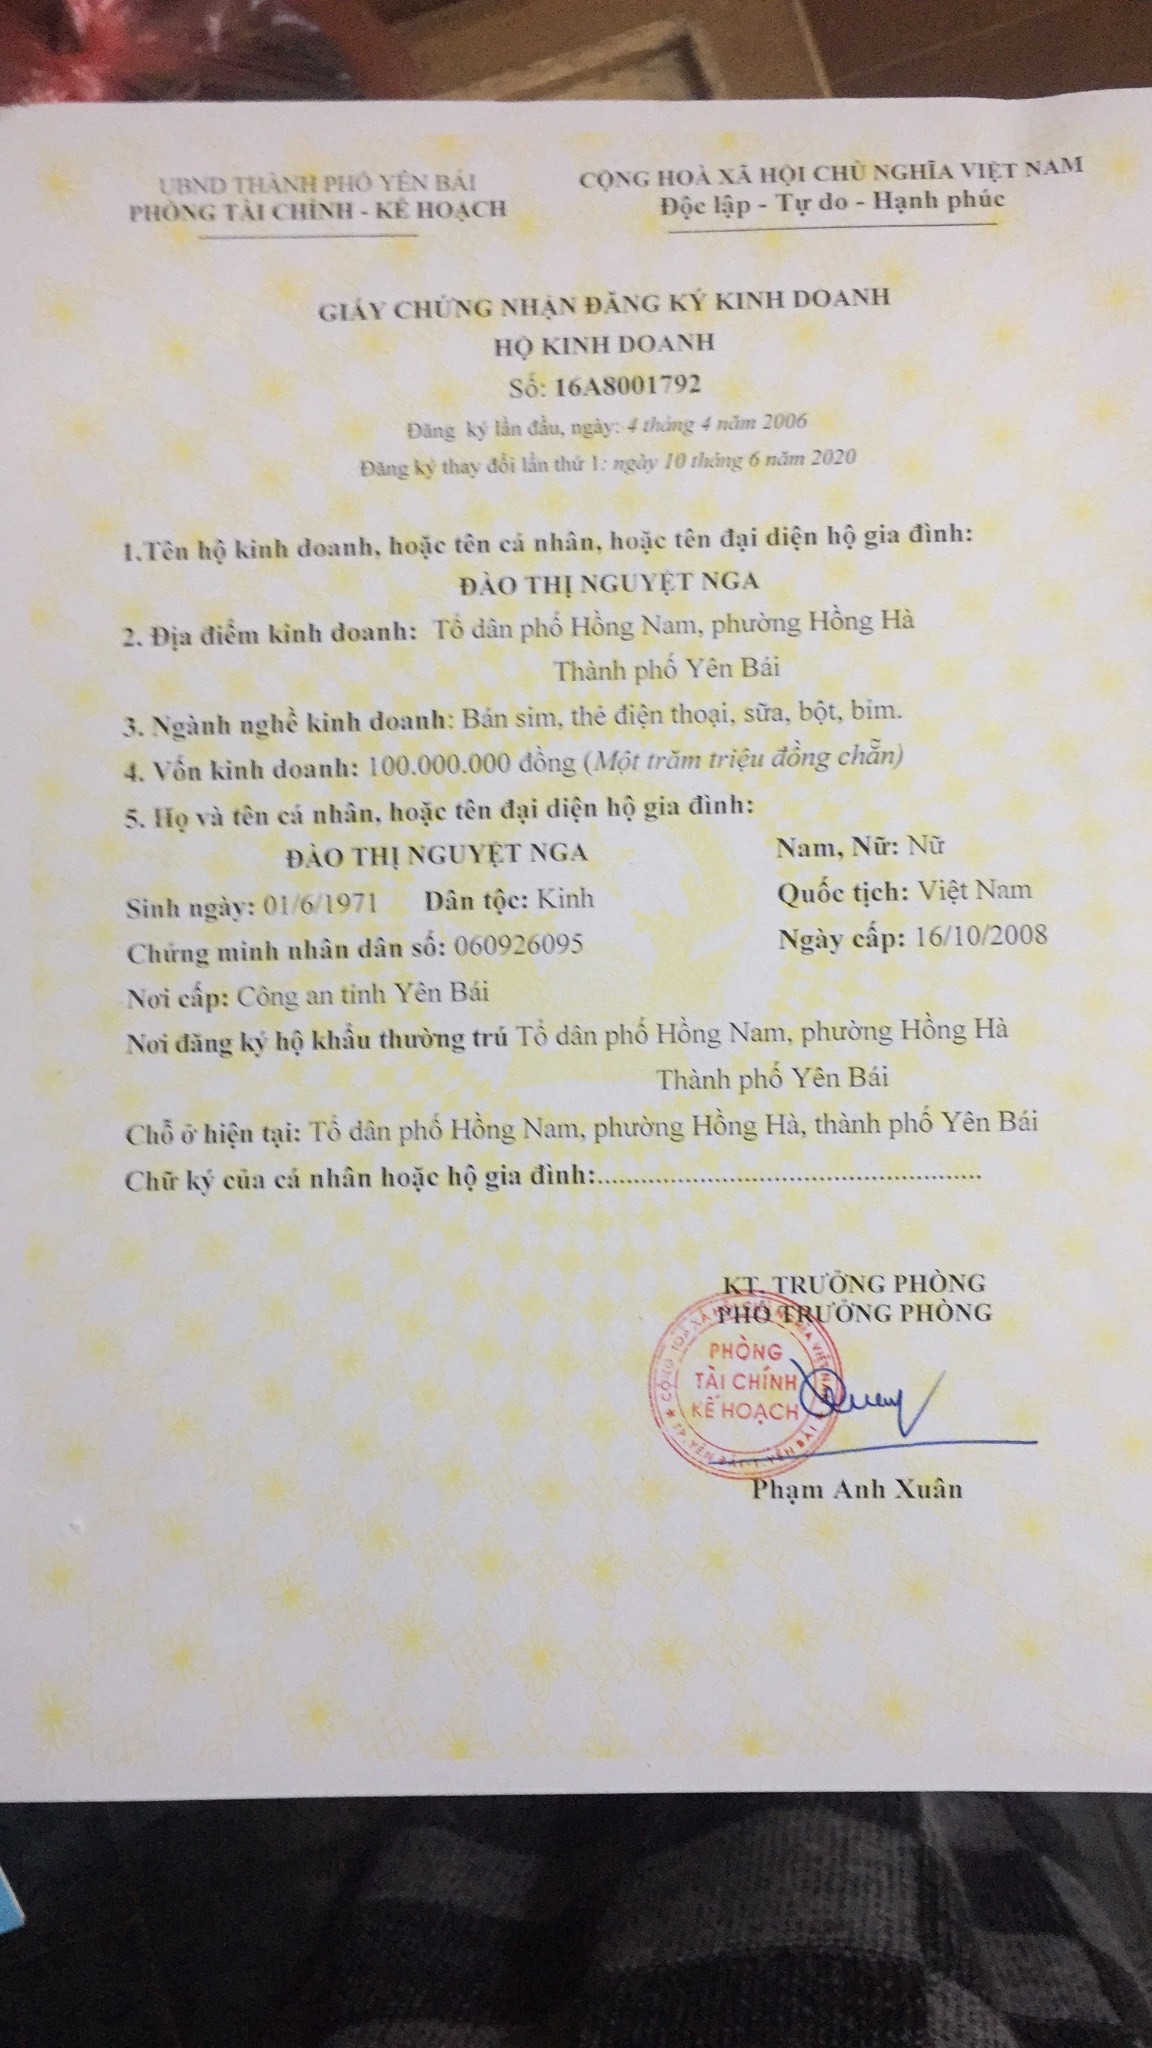 UBND THÀNH PHỐ YÊN BÁI
PHÒNG TÀI CHÍNH - KẾ HOẠCH
CỘNG HOÀ XÃ HỘI CHỦ NGHĨA VIỆT NAM
Độc lập - Tự do - Hạnh phúc
GIẤY CHỨNG NHẬN ĐĂNG KÝ KINH DOANH
HỘ KINH DOANH
Số: 16A8001792
Đăng ký lần đầu, ngày: 4 tháng 4 năm 2006
Đăng ký thay đổi lần thứ 1: ngày 10 tháng 6 năm 2020
1.Tên hộ kinh doanh, hoặc tên cá nhân, hoặc tên đại diện hộ gia đình:
ĐÀO THỊ NGUYỆT NGA
2. Địa điểm kinh doanh: Tổ dân phố Hồng Nam, phường Hồng Hà
Thành phố Yên Bái
3. Ngành nghề kinh doanh: Bán sim, thẻ điện thoại, sữa, bột, bỉm.
4. Vốn kinh doanh: 100.000.000 đồng (Một trăm triệu đồng chẵn)
5. Họ và tên cá nhân, hoặc tên đại diện hộ gia đình:
ĐÀO THỊ NGUYỆT NGA Nam, Nữ: Nữ
Sinh ngày: 01/6/1971 Dân tộc: Kinh Quốc tịch: Việt Nam
Chứng minh nhân dân số: 060926095 Ngày cấp: 16/10/2008
Nơi cấp: Công an tỉnh Yên Bái
Nơi đăng ký hộ khẩu thường trú Tổ dân phố Hồng Nam, phường Hồng Hà
Thành phố Yên Bái
Chỗ ở hiện tại: Tổ dân phố Hồng Nam, phường Hồng Hà, thành phố Yên Bái
Chữ ký của cá nhân hoặc hộ gia đình:....................................................
KT. TRƯỞNG PHÒNG
PHÓ TRƯỞNG PHÒNG
PHÒNG
TÀI CHÍNH
KẾ HOẠCH
TP.YÊN BÁI-T.YÊN BÁI
Phạm Anh Xuân